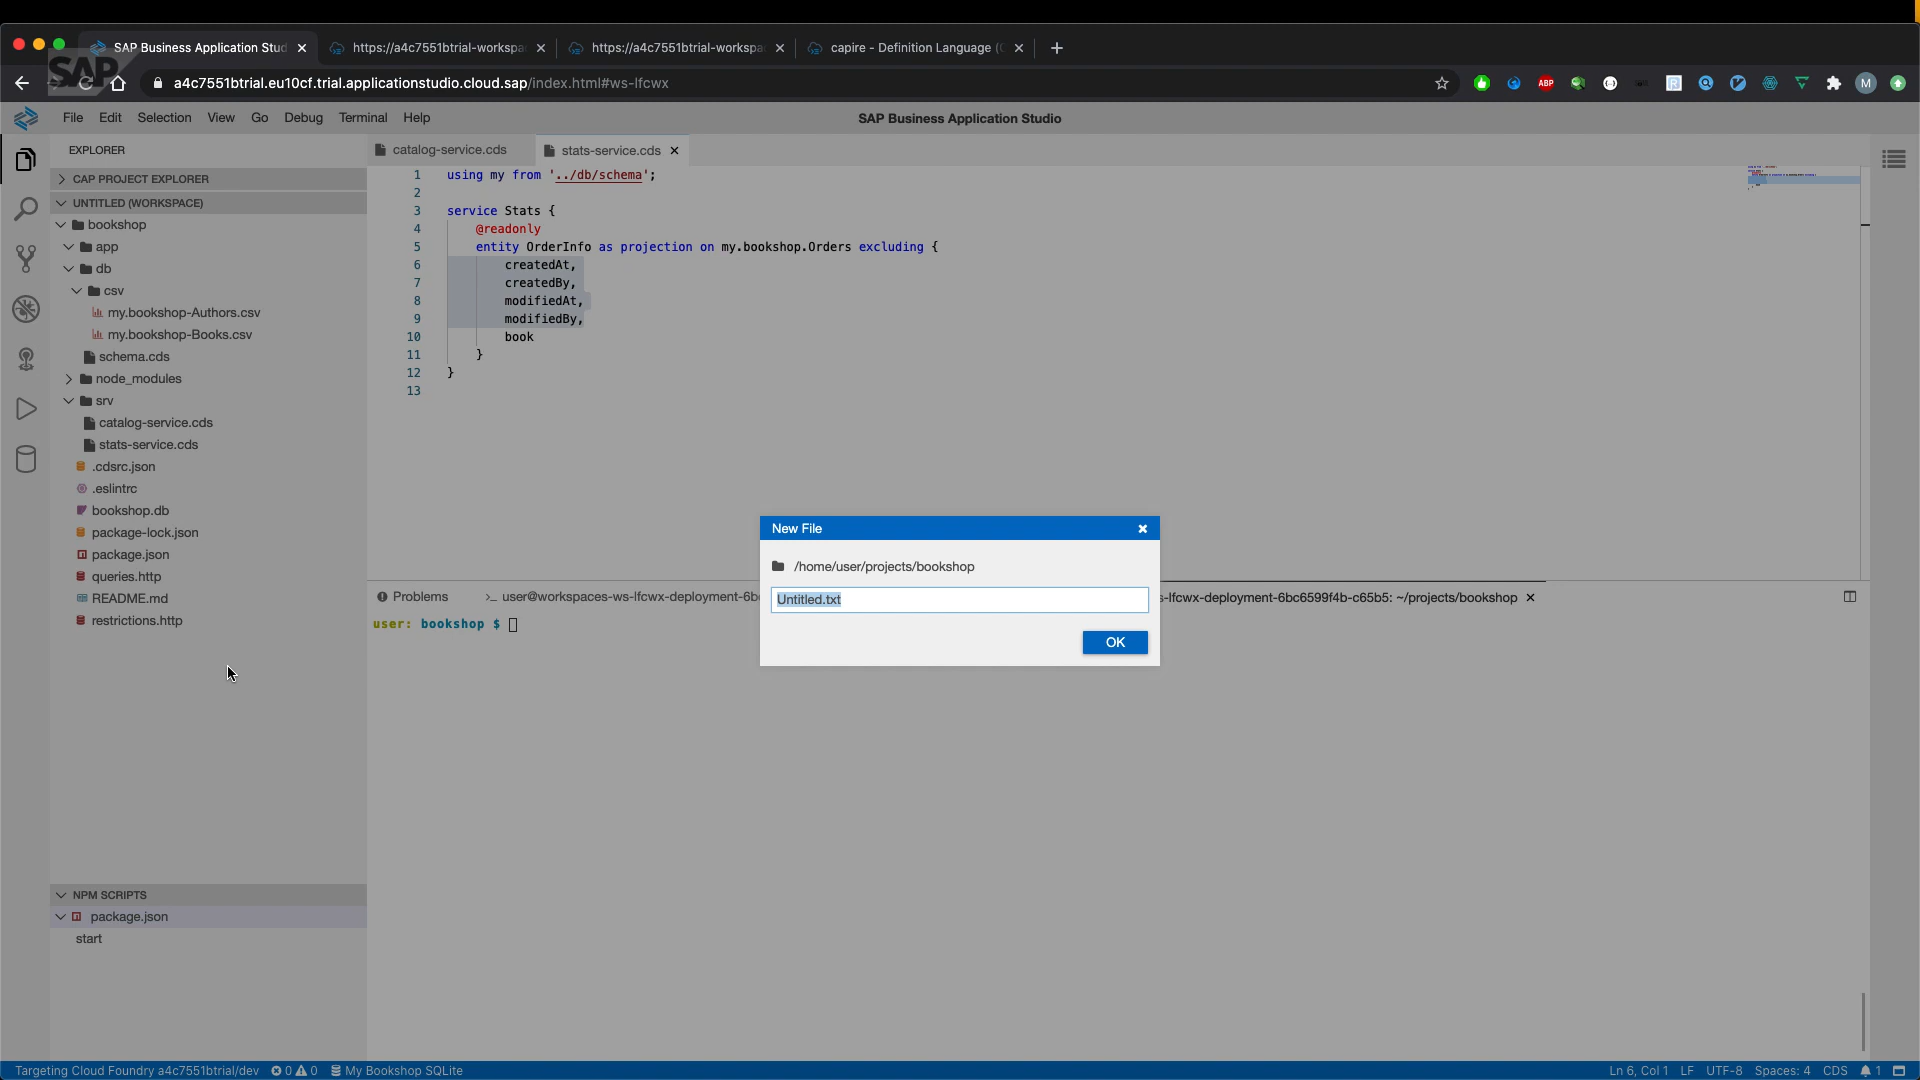 SAP Business Application Stud
https://a4c7551btrial-workspa
https://a4c7551btrial-workspa
capire - Definition Language (
SAP
a4c7551btrial.eu10cf.trial.applicationstudio.cloud.sap/index.html#ws-lfcwx
ABP
M
File Edit Selection View Go Debug Terminal Help
SAP Business Application Studio
EXPLORER
CAP PROJECT EXPLORER
UNTITLED (WORKSPACE)
bookshop
app
db
csv
my.bookshop-Authors.csv
my.bookshop-Books.csv
schema.cds
node_modules
srv
catalog-service.cds
stats-service.cds
.cdsrc.json
.eslintrc
bookshop.db
package-lock.json
package.json
queries.http
README.md
restrictions.http
NPM SCRIPTS
package.json
start
catalog-service.cds
stats-service.cds
1 using my from '../db/schema';
2
3 service Stats {
4 @readonly
5 entity OrderInfo as projection on my.bookshop.Orders excluding {
6 createdAt,
7 createdBy,
8 modifiedAt,
9 modifiedBy,
10 book
11 }
12 }
13
New File
/home/user/projects/bookshop
Untitled.txt
OK
Problems
>_ user@workspaces-ws-lfcwx-deployment-6b
s-lfcwx-deployment-6bc6599f4b-c65b5: ~/projects/bookshop
user: bookshop $
Targeting Cloud Foundry a4c7551btrial/dev 0 0 My Bookshop SQLite
Ln 6, Col 1 LF UTF-8 Spaces: 4 CDS 1